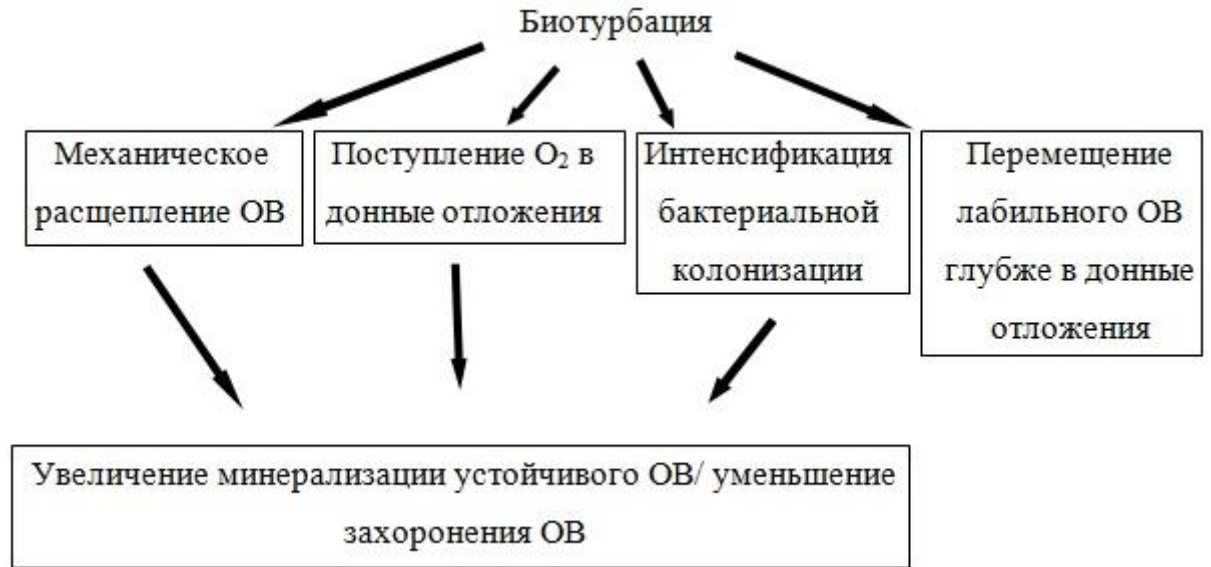 Биотурбация
Механическое
расщепление ОВ
Поступление O₂ в
донные отложения
Интенсификация
бактериальной
колонизации
Перемещение
лабильного ОВ
глубже в донные
отложения
Увеличение минерализации устойчивого ОВ/ уменьшение
захоронения ОВ